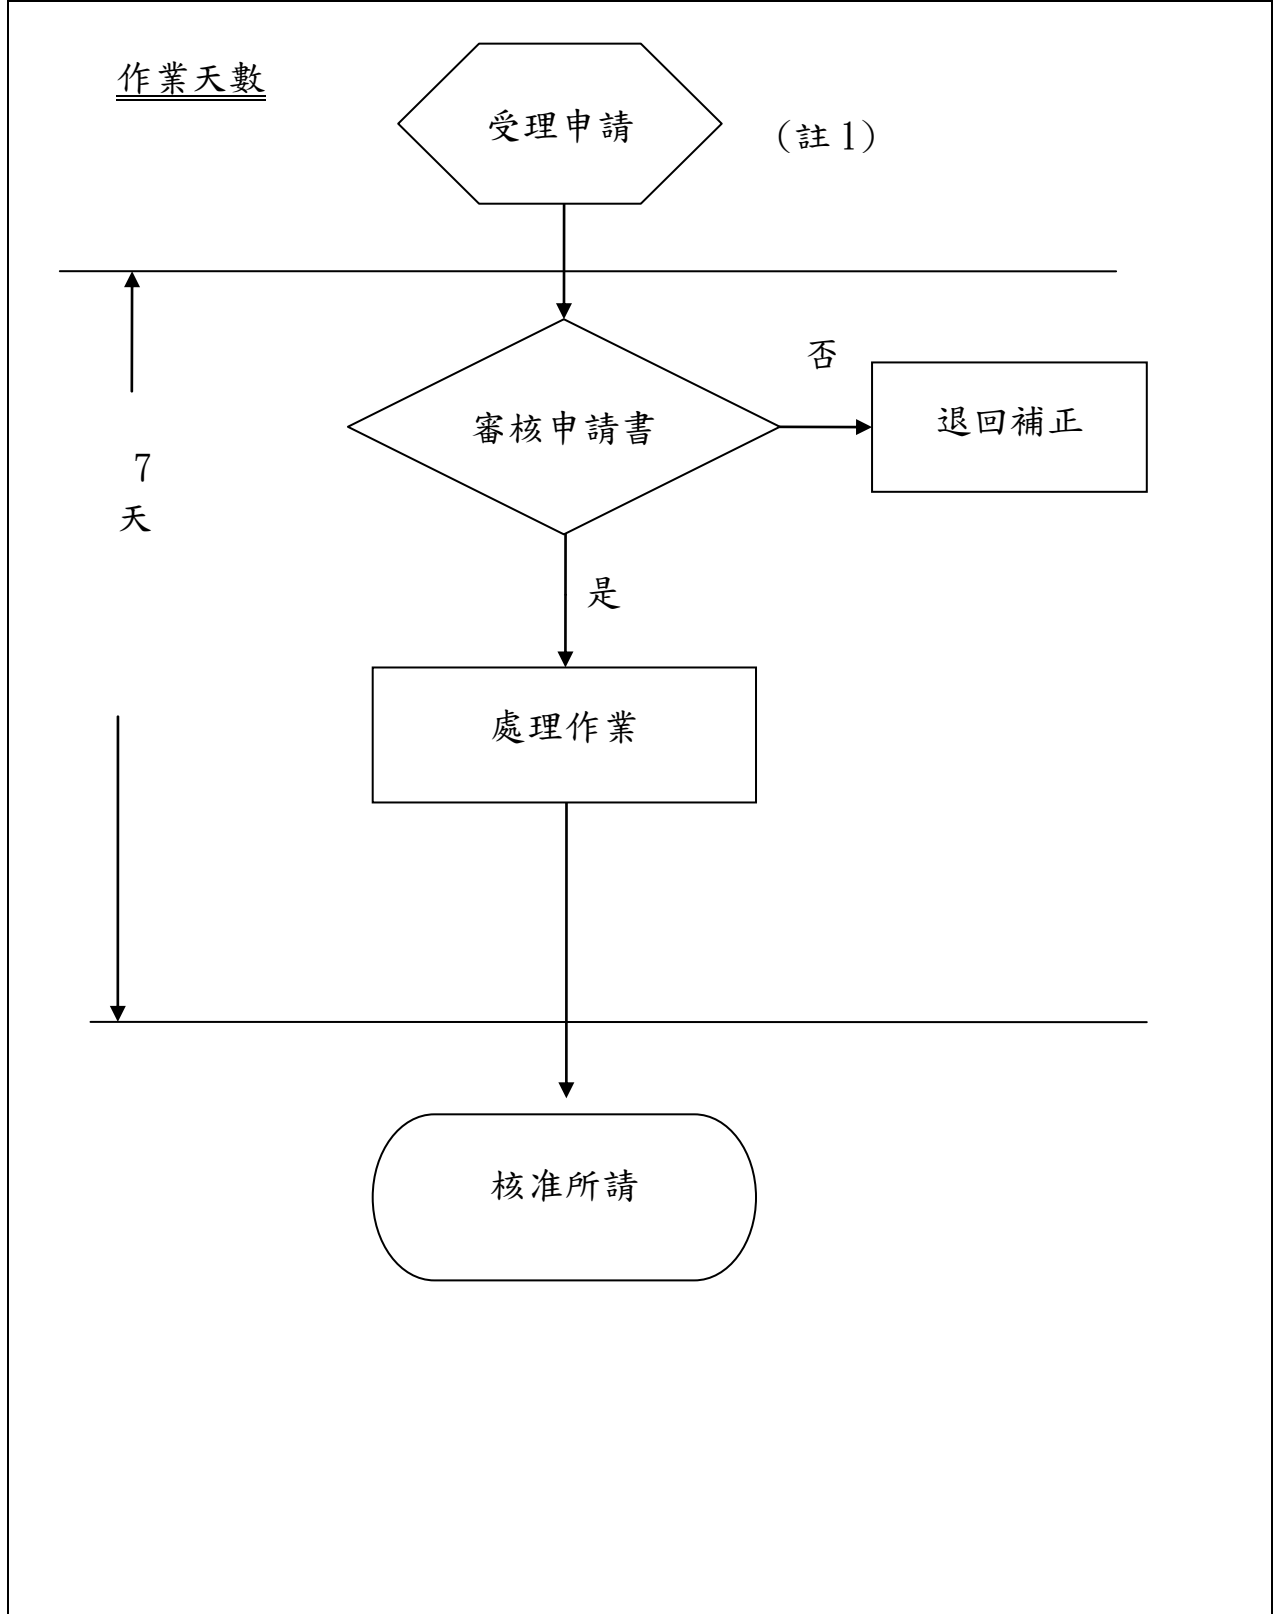 作業天數
受理申請
(註 1)
否
審核申請書
退回補正
7
天
是
處理作業
核准所請